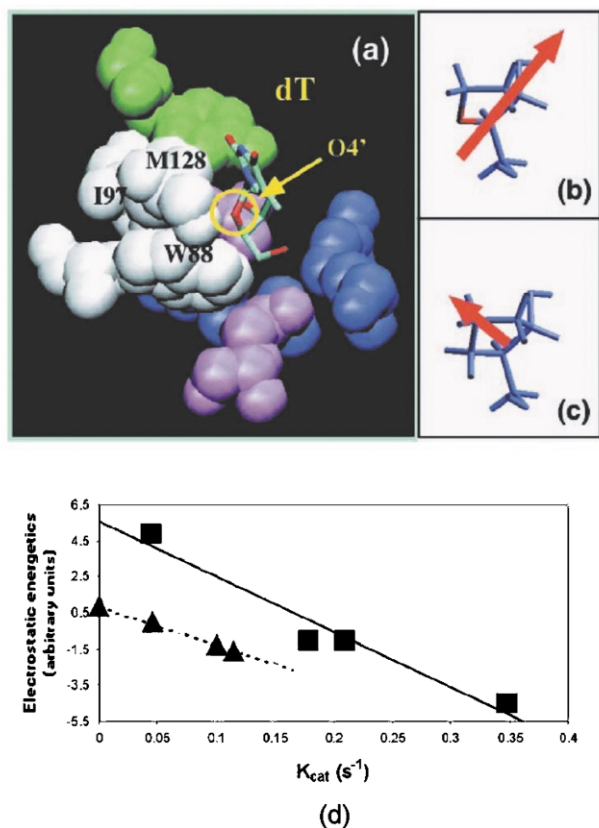 (a)
dT
O4'
M128
I97
W88
(b)
(c)
6.5
4.5
2.5
0.5
-1.5
-3.5
-5.5
Electrostatic energetics
(arbitrary units)
0
0.05
0.1
0.15
0.2
0.25
0.3
0.35
0.4
Kcat (s-1)
(d)